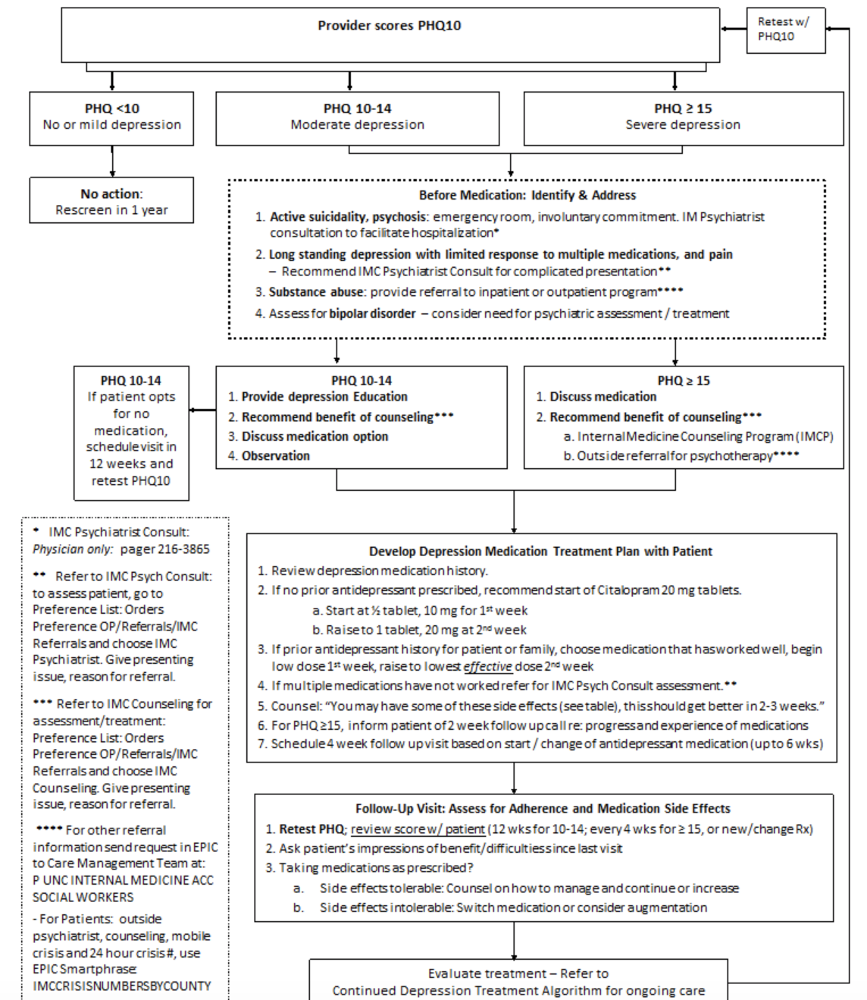 Provider scores PHQ10
Retest w/
PHQ10
PHQ <10
No or mild depression
PHQ 10-14
Moderate depression
PHQ ≥ 15
Severe depression
No action:
Rescreen in 1 year
Before Medication: Identify & Address
1. Active suicidality, psychosis: emergency room, involuntary commitment. IM Psychiatrist
consultation to facilitate hospitalization*
2. Long standing depression with limited response to multiple medications, and pain
– Recommend IMC Psychiatrist Consult for complicated presentation**
3. Substance abuse: provide referral to inpatient or outpatient program****
4. Assess for bipolar disorder – consider need for psychiatric assessment / treatment
PHQ 10-14
If patient opts
for no
medication,
schedule visit in
12 weeks and
retest PHQ10
PHQ 10-14
1. Provide depression Education
2. Recommend benefit of counseling***
3. Discuss medication option
4. Observation
PHQ ≥ 15
1. Discuss medication
2. Recommend benefit of counseling***
a. Internal Medicine Counseling Program (IMCP)
b. Outside referral for psychotherapy****
* IMC Psychiatrist Consult:
Physician only: pager 216-3865
** Refer to IMC Psych Consult:
to assess patient, go to
Preference List: Orders
Preference OP/Referrals/IMC
Referrals and choose IMC
Psychiatrist. Give presenting
issue, reason for referral.
*** Refer to IMC Counseling for
assessment/treatment:
Preference List: Orders
Preference OP/Referrals/IMC
Referrals and choose IMC
Counseling. Give presenting
issue, reason for referral.
**** For other referral
information send request in EPIC
to Care Management Team at:
P UNC INTERNAL MEDICINE ACC
SOCIAL WORKERS
- For Patients: outside
psychiatrist, counseling, mobile
crisis and 24 hour crisis #, use
EPIC Smartphrase:
IMCCRISISNUMBERSBYCOUNTY
Develop Depression Medication Treatment Plan with Patient
1. Review depression medication history.
2. If no prior antidepressant prescribed, recommend start of Citalopram 20 mg tablets.
a. Start at ½ tablet, 10 mg for 1st week
b. Raise to 1 tablet, 20 mg at 2nd week
3. If prior antidepressant history for patient or family, choose medication that has worked well, begin
low dose 1st week, raise to lowest effective dose 2nd week
4. If multiple medications have not worked refer for IMC Psych Consult assessment.**
5. Counsel: “You may have some of these side effects (see table), this should get better in 2-3 weeks.”
6. For PHQ ≥15, inform patient of 2 week follow up call re: progress and experience of medications
7. Schedule 4 week follow up visit based on start / change of antidepressant medication (up to 6 wks)
Follow-Up Visit: Assess for Adherence and Medication Side Effects
1. Retest PHQ; review score w/ patient (12 wks for 10-14; every 4 wks for ≥ 15, or new/change Rx)
2. Ask patient’s impressions of benefit/difficulties since last visit
3. Taking medications as prescribed?
a. Side effects tolerable: Counsel on how to manage and continue or increase
b. Side effects intolerable: Switch medication or consider augmentation
Evaluate treatment – Refer to
Continued Depression Treatment Algorithm for ongoing care